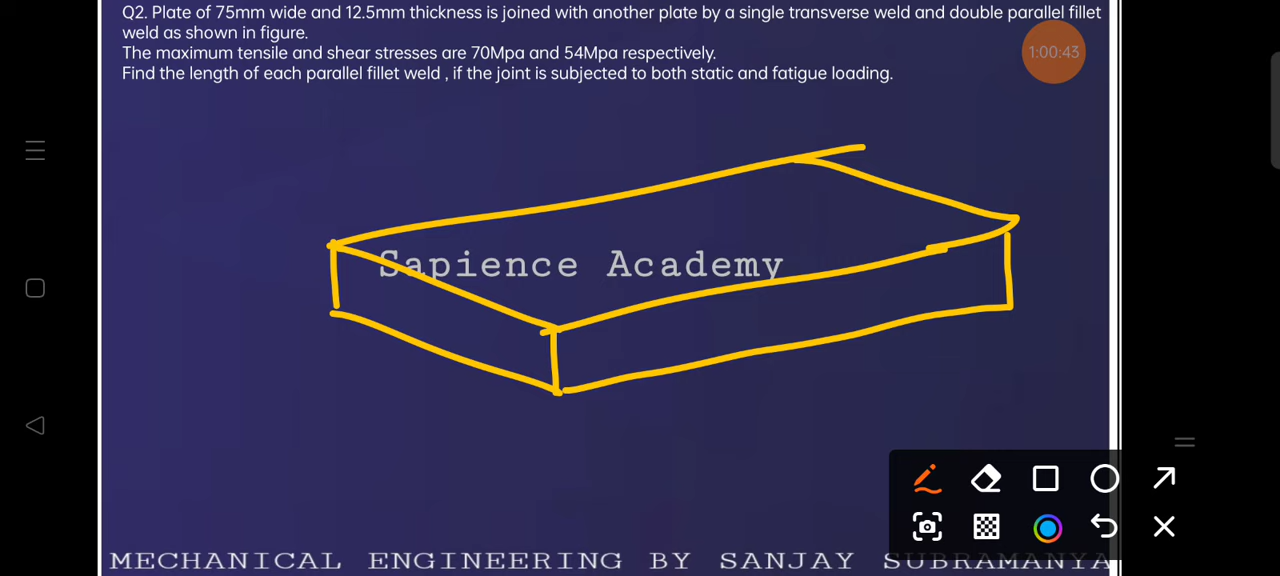 Q2. Plate of 75mm wide and 12.5mm thickness is joined with another plate by a single transverse weld and double parallel fillet
weld as shown in figure.
The maximum tensile and shear stresses are 70Mpa and 54Mpa respectively.
1:00:43
Find the length of each parallel fillet weld , if the joint is subjected to both static and fatigue loading.
Sapience Academy
MECHANICAL ENGINEERING BY SANJAY SUBRAMANYA